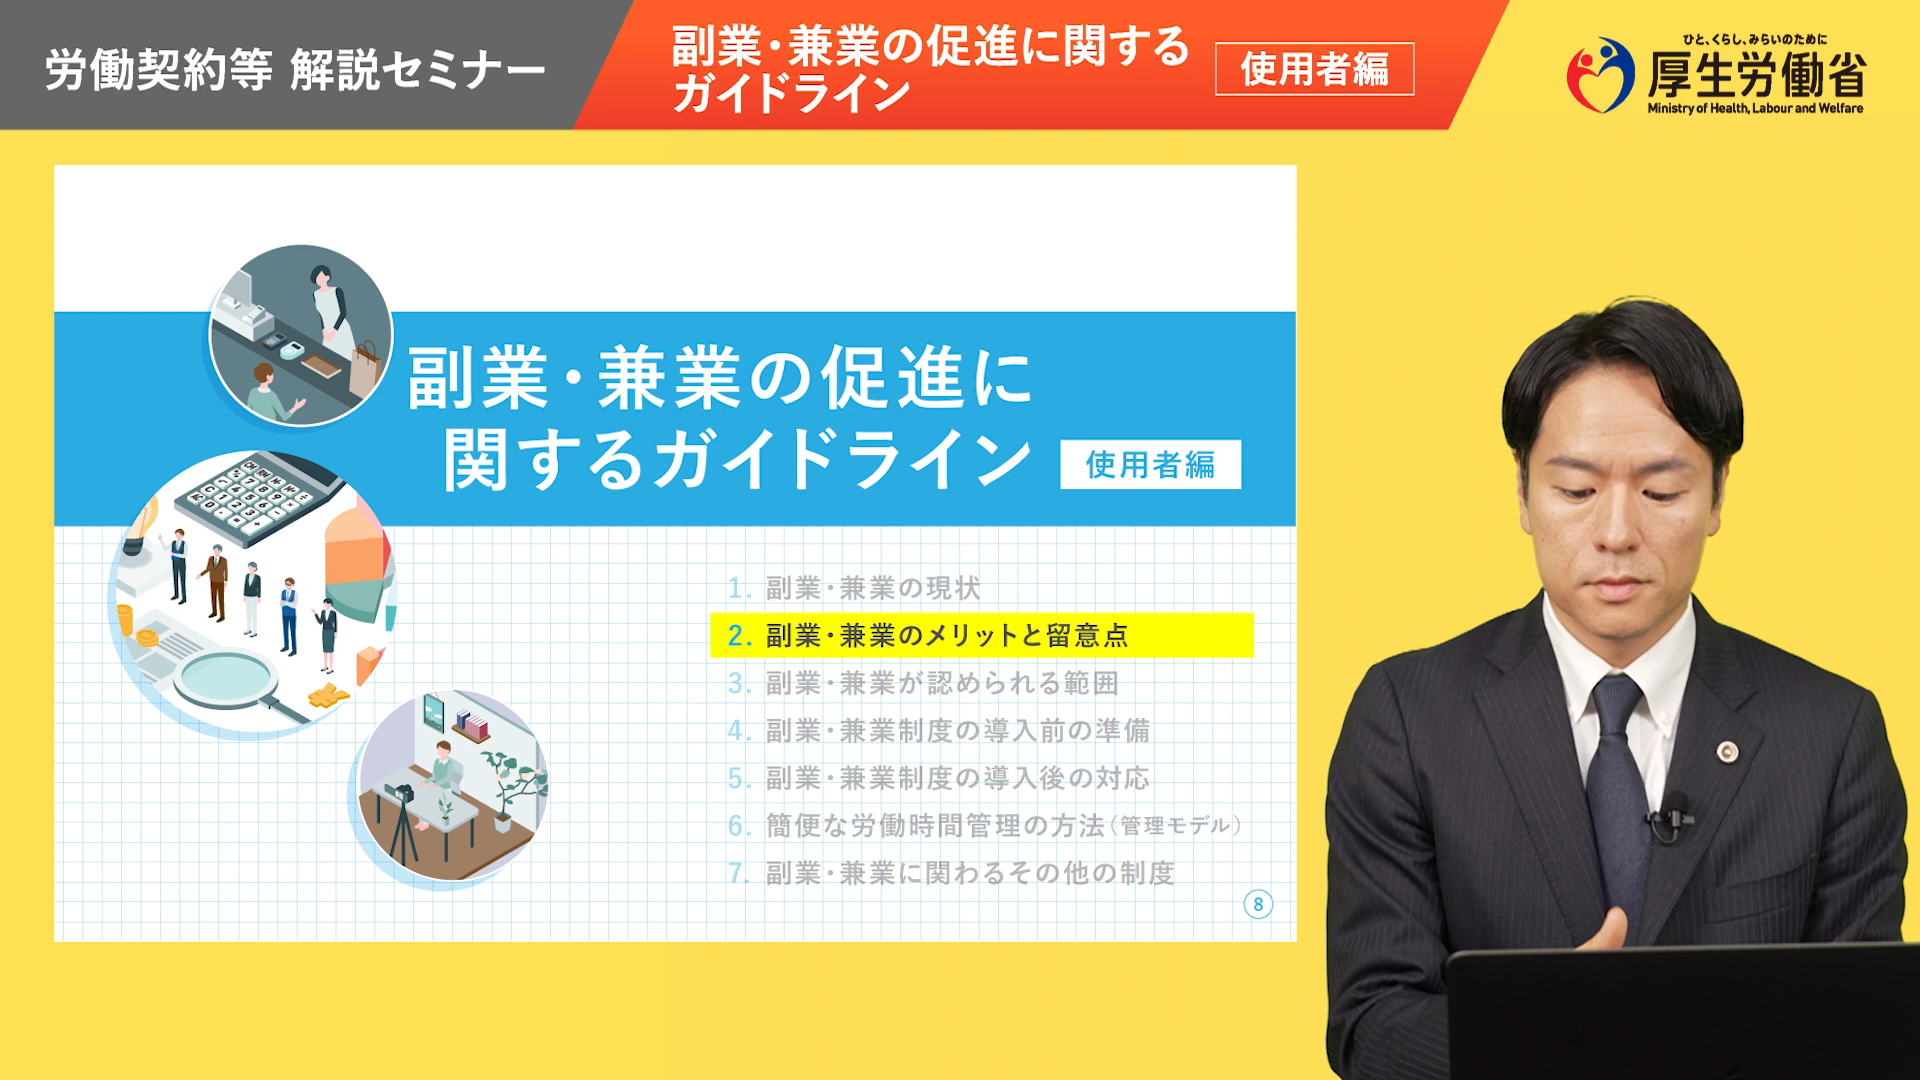 労働契約等 解説セミナー
副業・兼業の促進に関する
ガイドライン
使用者編
ひと、くらし、みらいのために
厚生労働省
Ministry of Health, Labour and Welfare
副業・兼業の促進に
関するガイドライン
使用者編
1. 副業・兼業の現状
2. 副業・兼業のメリットと留意点
3. 副業・兼業が認められる範囲
4. 副業・兼業制度の導入前の準備
5. 副業・兼業制度の導入後の対応
6. 簡便な労働時間管理の方法（管理モデル）
7. 副業・兼業に関わるその他の制度
8